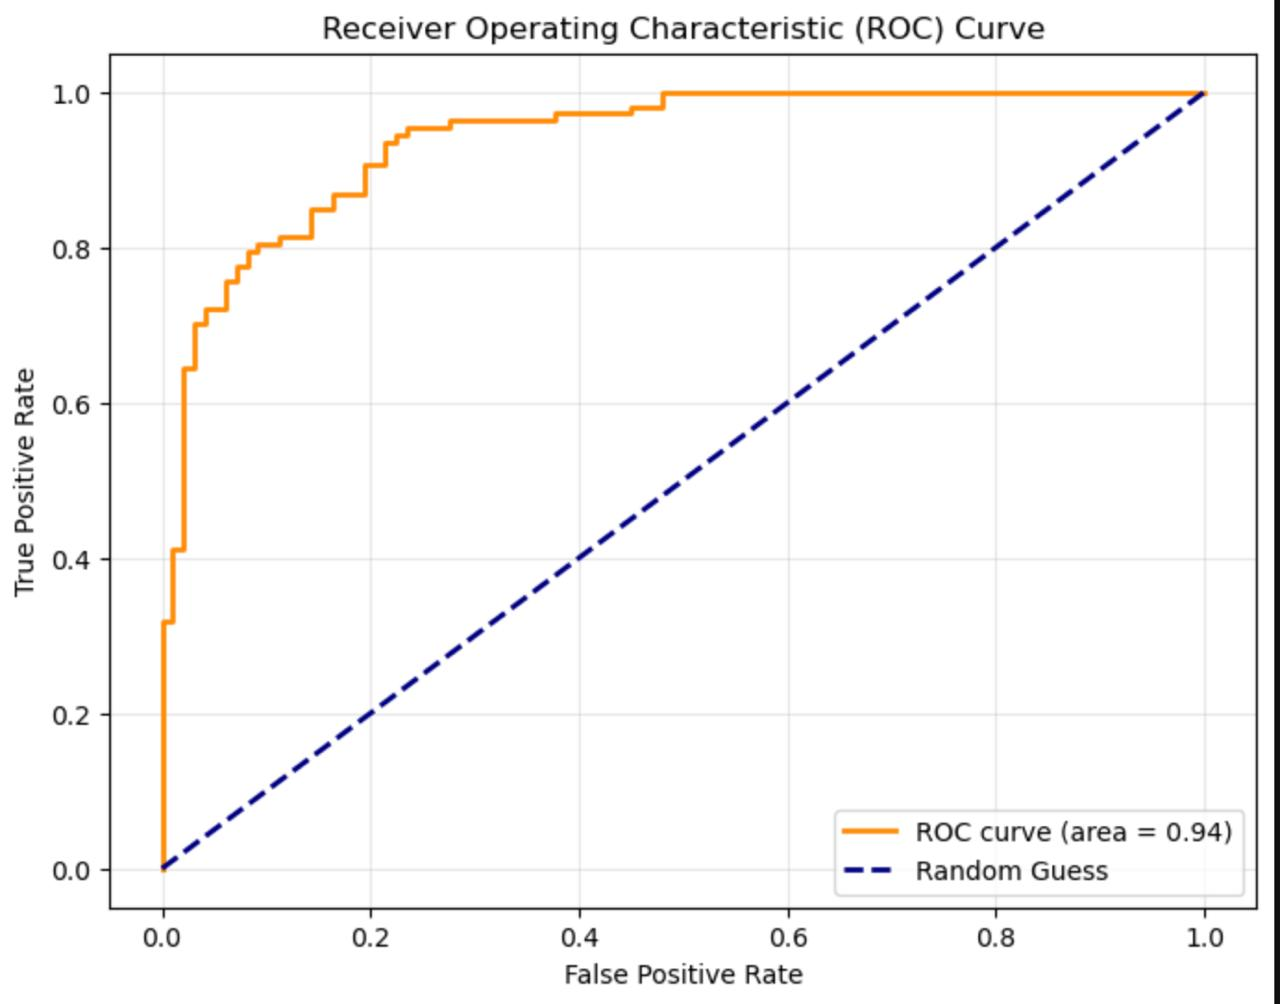 Receiver Operating Characteristic (ROC) Curve
True Positive Rate
1.0
0.8
0.6
0.4
0.2
0.0
ROC curve (area = 0.94)
Random Guess
0.0 0.2 0.4 0.6 0.8 1.0
False Positive Rate